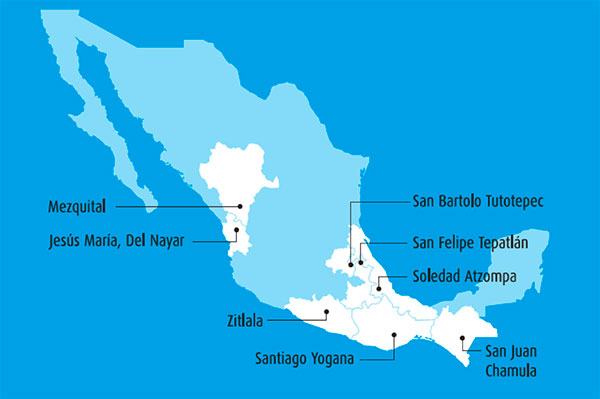 Mezquital
Jesús María, Del Nayar
San Bartolo Tutotepec
San Felipe Tepatlán
Soledad Atzompa
Zitlala
Santiago Yogana
San Juan
Chamula